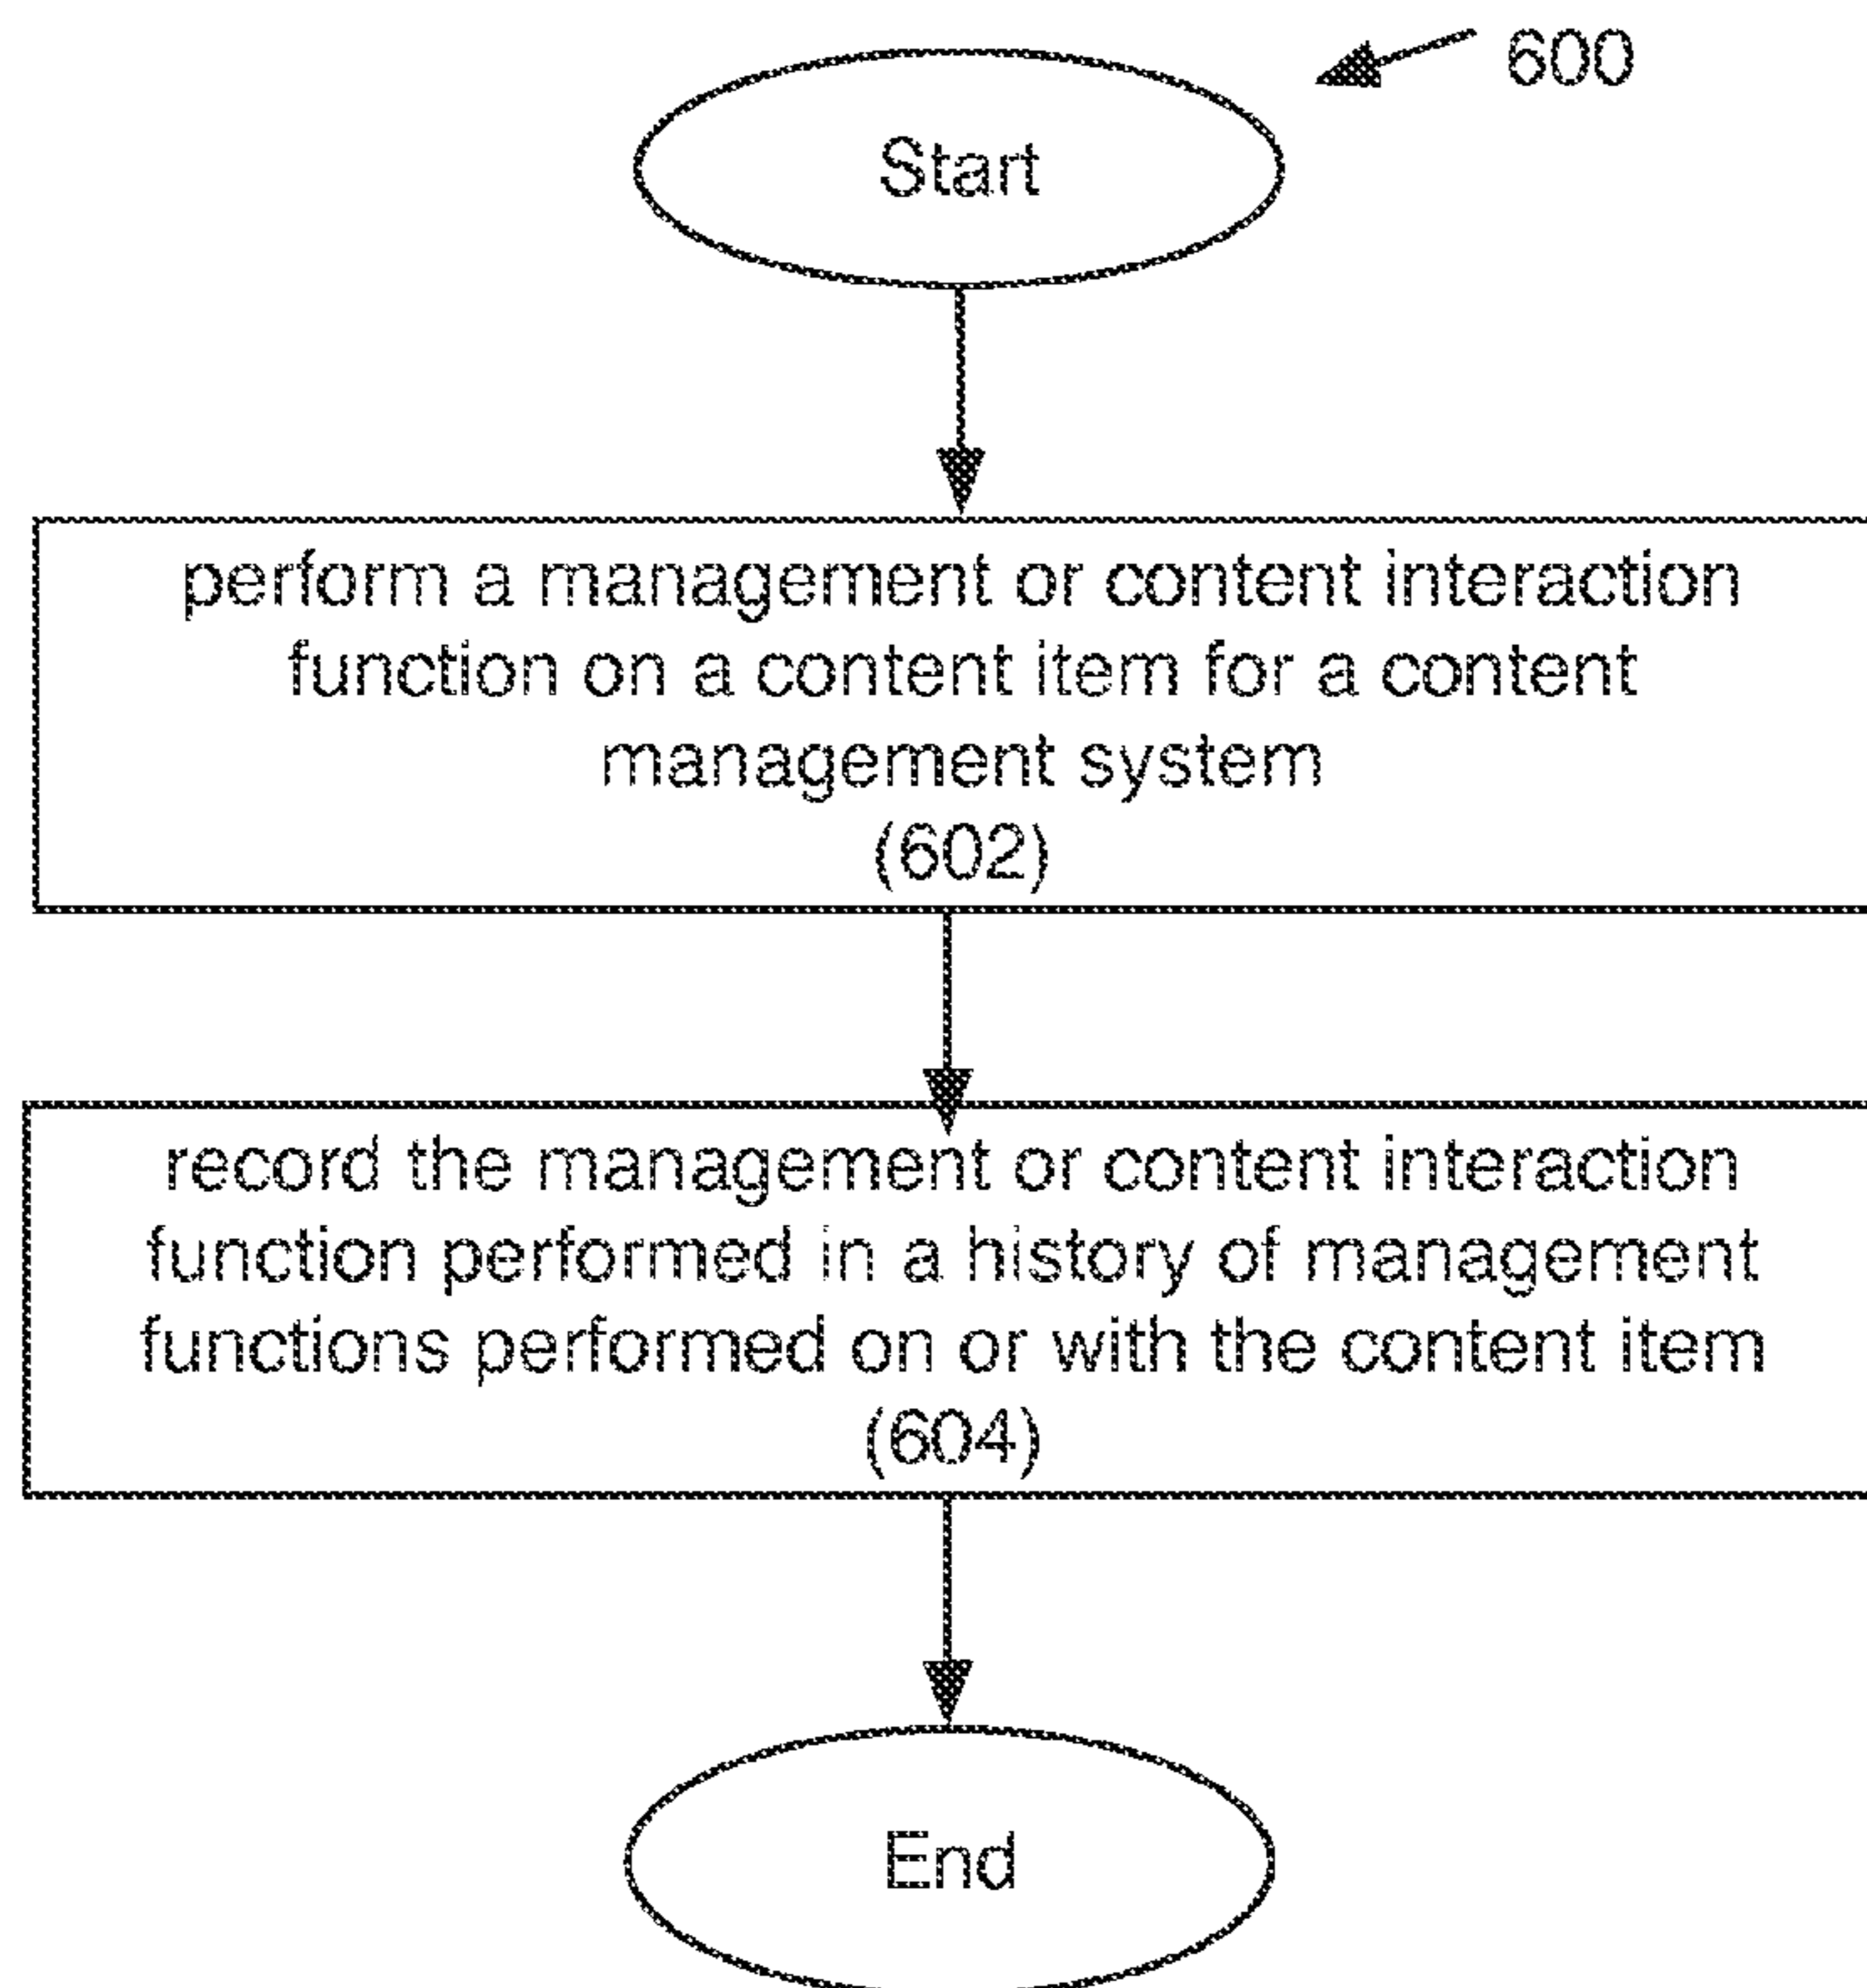 600
Start
perform a management or content interaction
function on a content item for a content
management system
(602)
record the management or content interaction
function performed in a history of management
functions performed on or with the content item
(604)
End